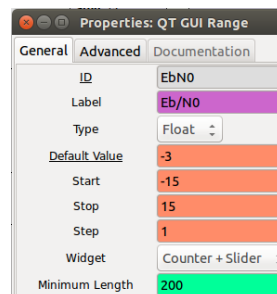 Properties: QT GUI Range
General Advanced Documentation
ID EbN0
Label Eb/N0
Type Float
Default Value -3
Start -15
Stop 15
Step 1
Widget Counter + Slider
Minimum Length 200